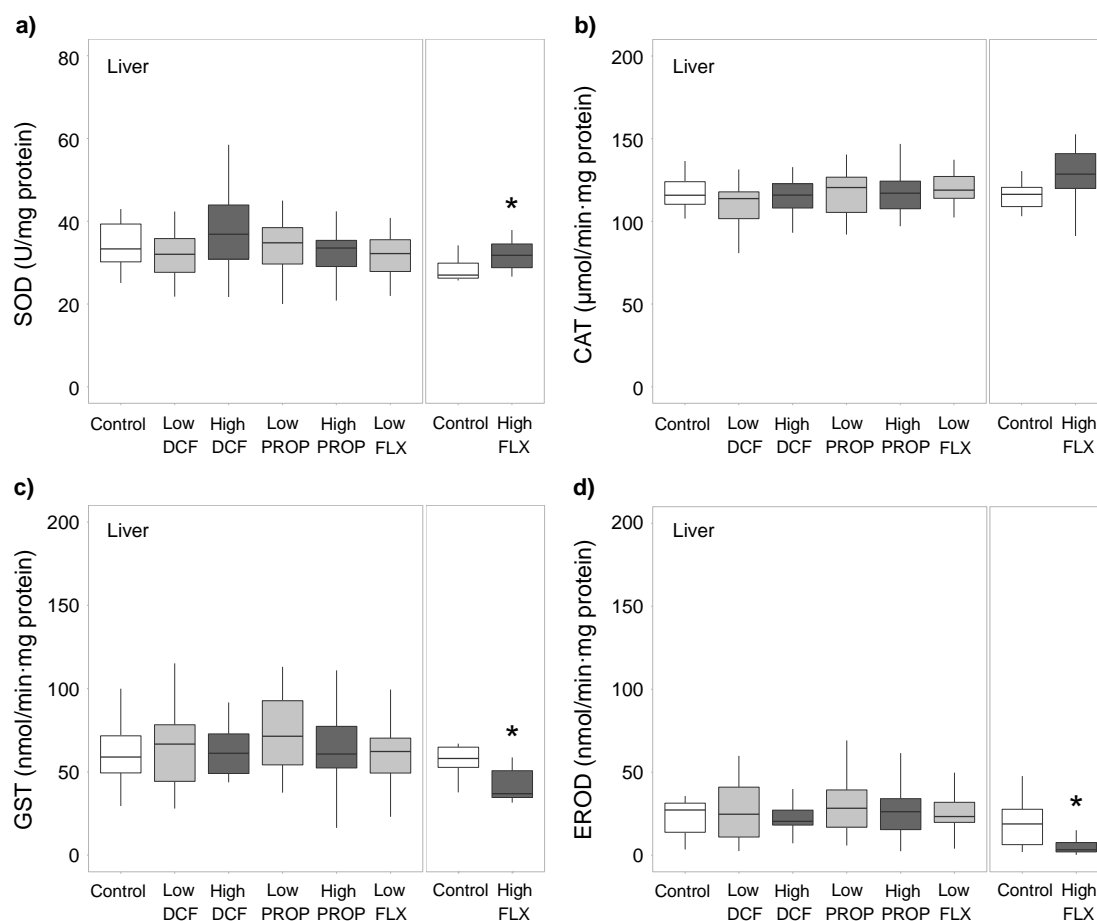 a)
Liver
SOD (U/mg protein)
80
60
40
20
0
*
Control
Low
DCF
High
DCF
Low
PROP
High
PROP
Low
FLX
Control
High
FLX
b)
Liver
CAT (µmol/min·mg protein)
200
150
100
50
0
Control
Low
DCF
High
DCF
Low
PROP
High
PROP
Low
FLX
Control
High
FLX
c)
Liver
GST (nmol/min·mg protein)
200
150
100
50
0
*
Control
Low
DCF
High
DCF
Low
PROP
High
PROP
Low
FLX
Control
High
FLX
d)
Liver
EROD (nmol/min·mg protein)
200
150
100
50
0
*
Control
Low
DCF
High
DCF
Low
PROP
High
PROP
Low
FLX
Control
High
FLX